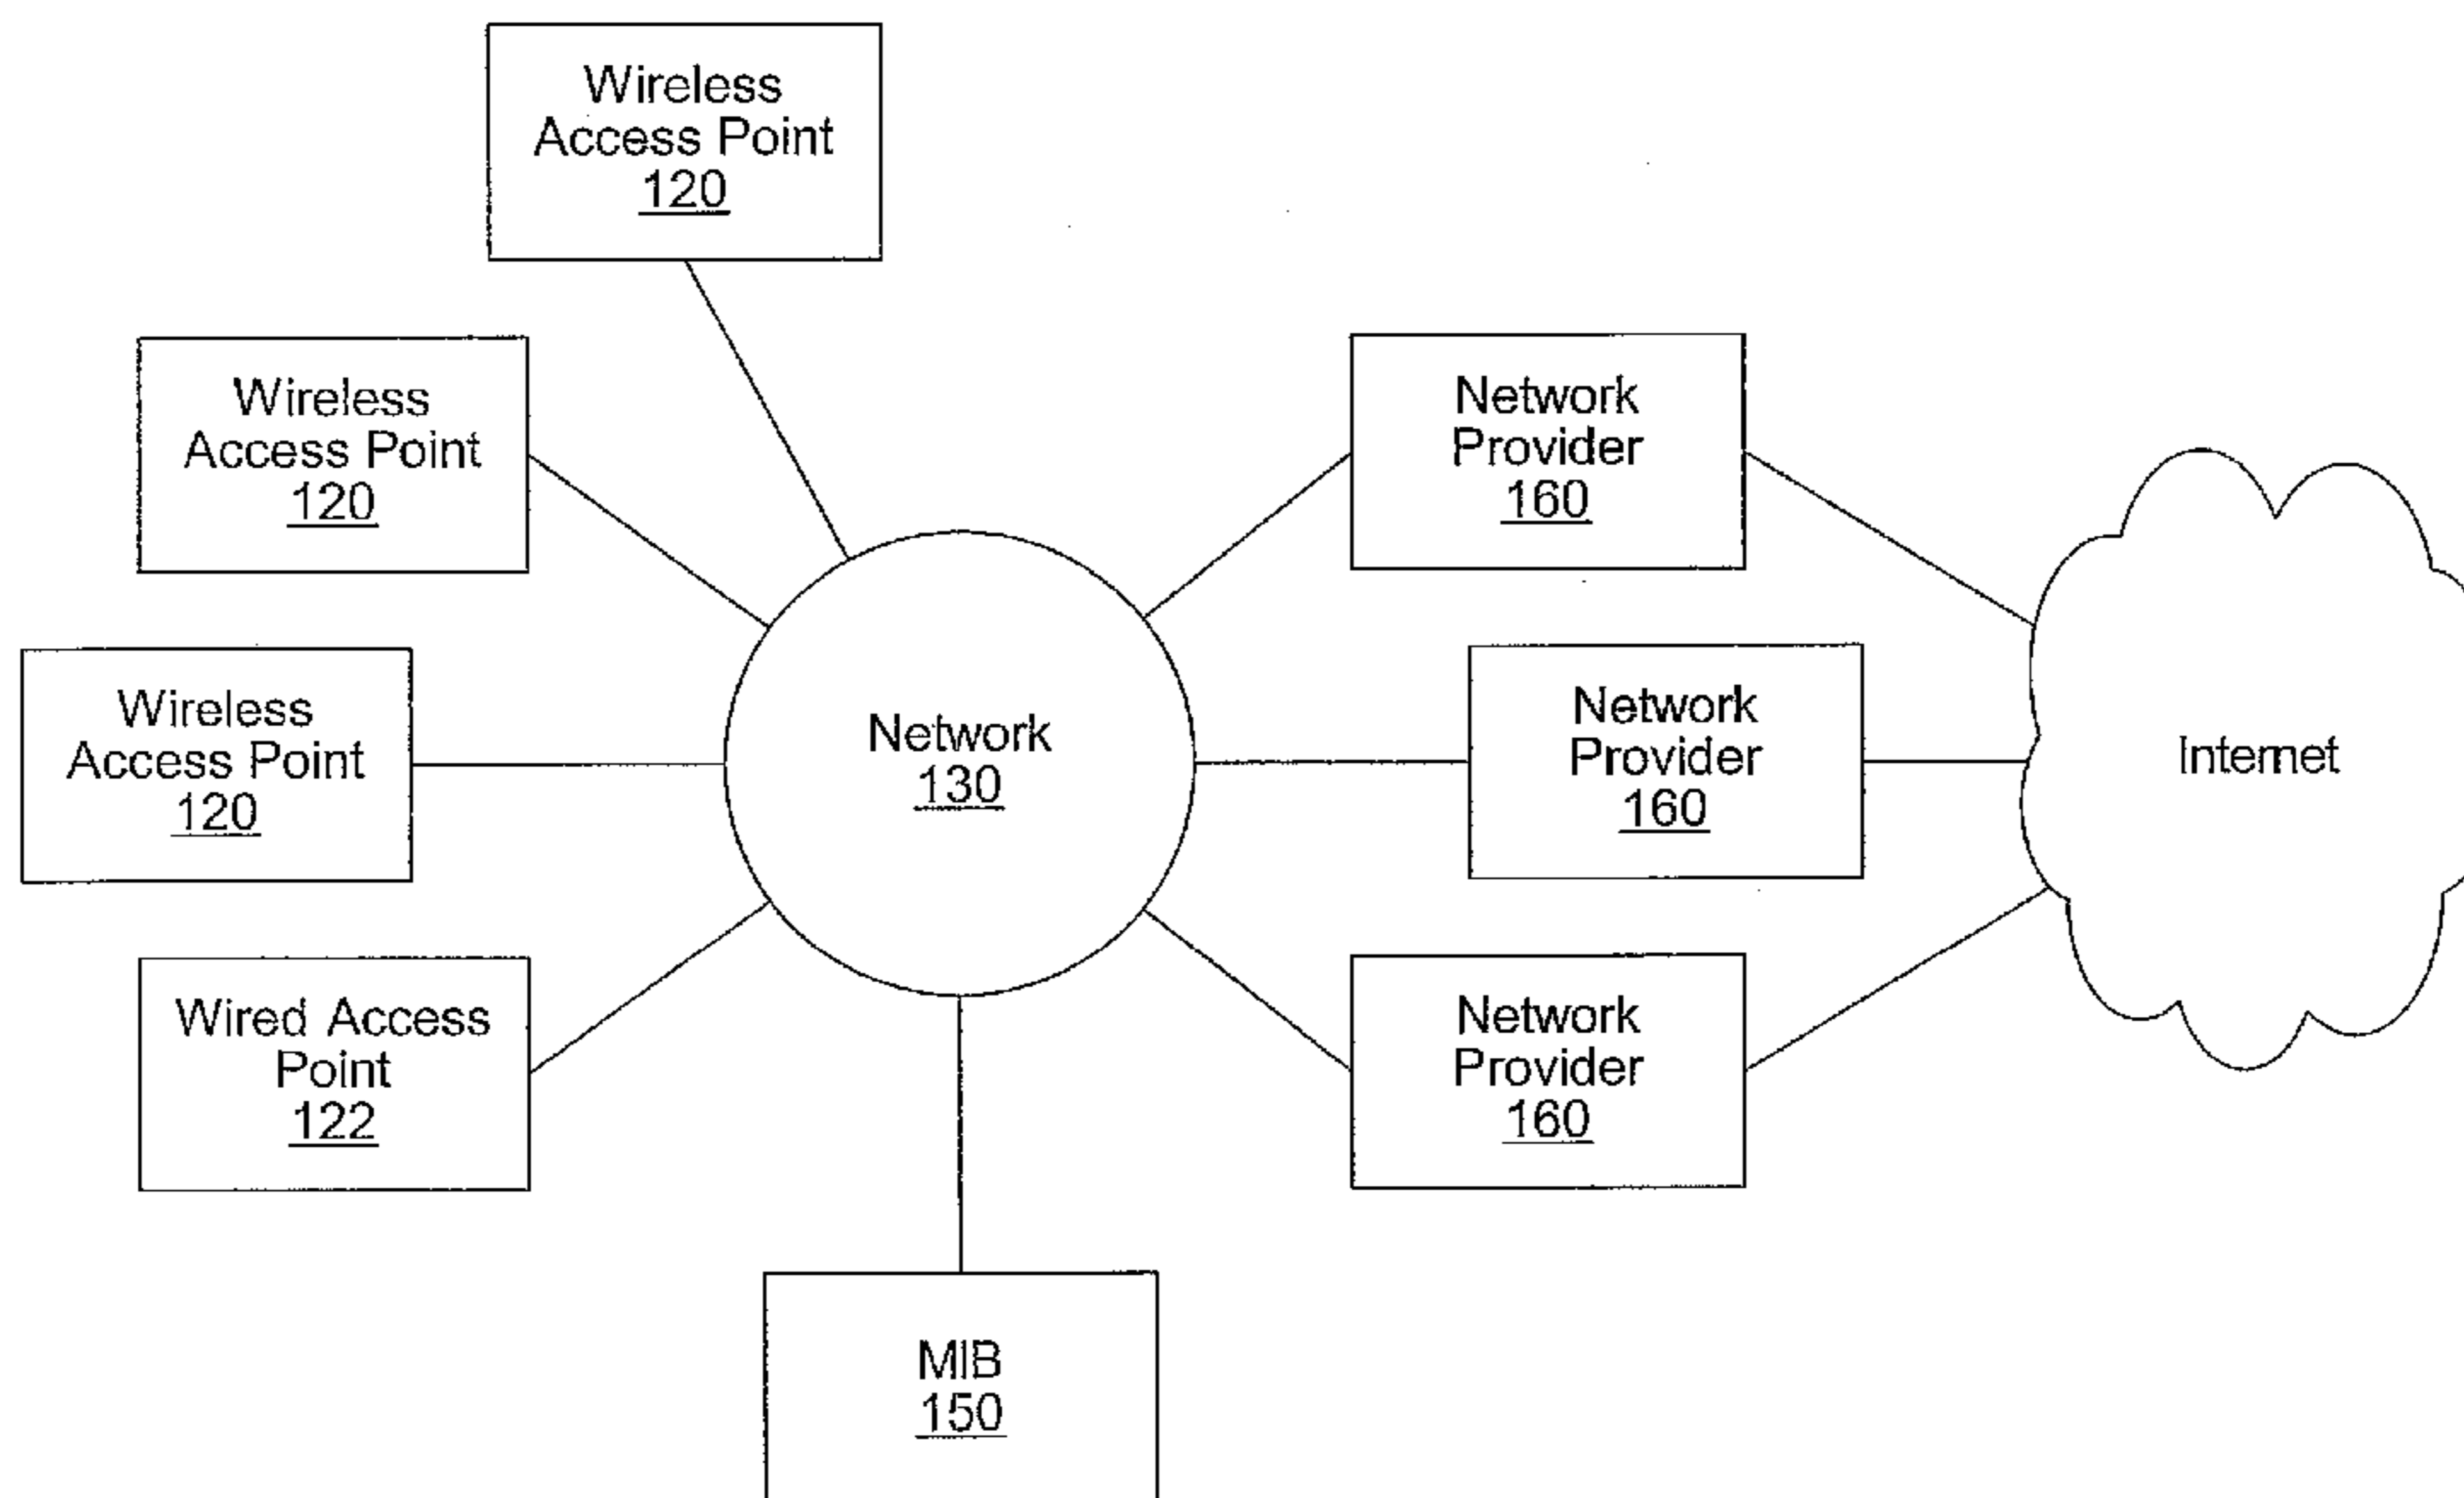 Wireless
Access Point
120
Wireless
Access Point
120
Network
Provider
160
Wireless
Access Point
120
Network
130
Network
Provider
160
Internet
Wired Access
Point
122
Network
Provider
160
MIB
150